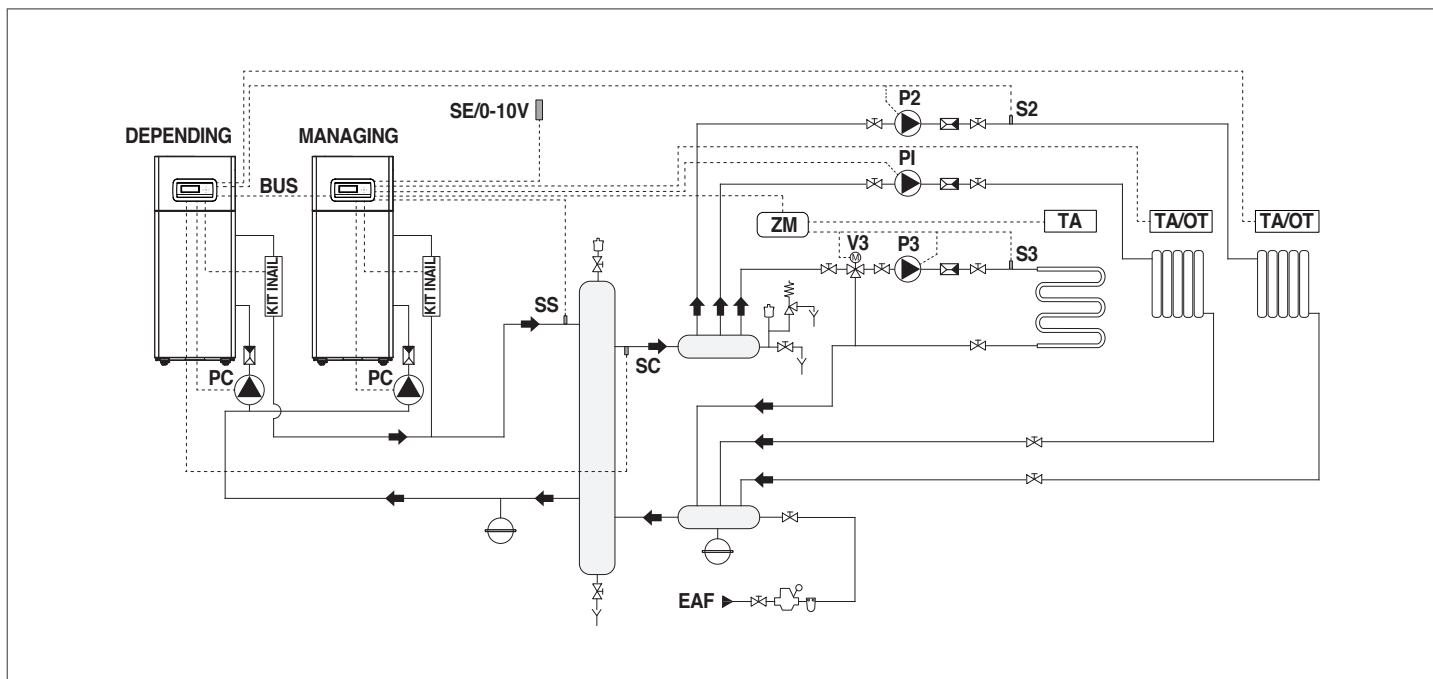 DEPENDING
MANAGING
SE/0-10V
P2
S2
BUS
PI
ZM
TA
TA/OT
TA/OT
V3
P3
S3
M
KIT INAIL
KIT INAIL
SS
SC
PC
PC
EAF